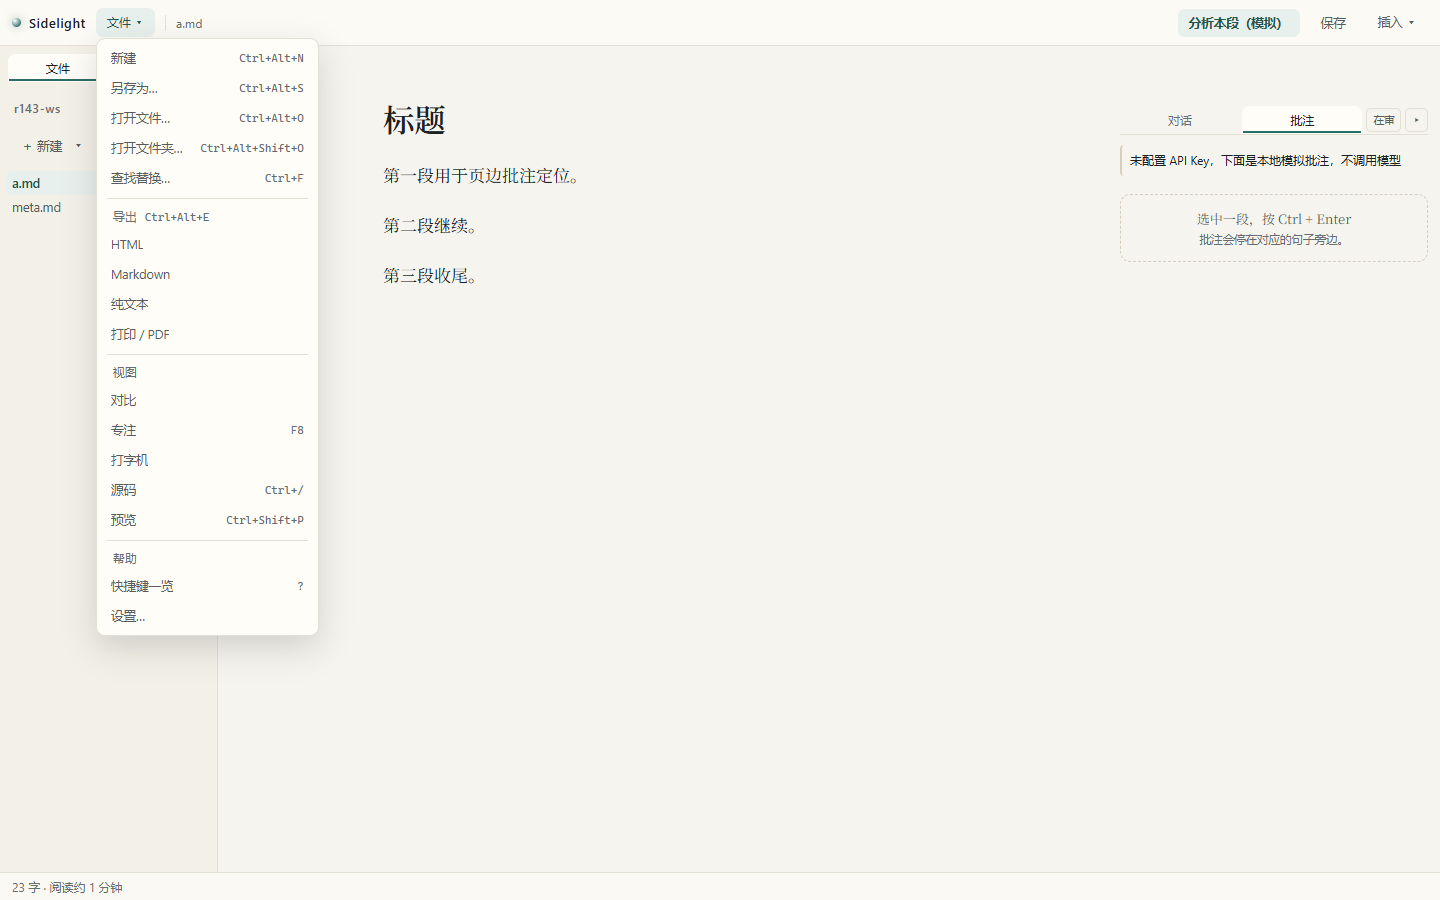 Sidelight 文件 a.md 分析本段（模拟） 保存 插入
文件
r143-ws
+ 新建
a.md
meta.md
新建 Ctrl+Alt+N
另存为... Ctrl+Alt+S
打开文件... Ctrl+Alt+O
打开文件夹... Ctrl+Alt+Shift+O
查找替换... Ctrl+F
导出 Ctrl+Alt+E
HTML
Markdown
纯文本
打印 / PDF
视图
对比
专注 F8
打字机
源码 Ctrl+/
预览 Ctrl+Shift+P
帮助
快捷键一览 ?
设置...
标题
第一段用于页边批注定位。
第二段继续。
第三段收尾。
对话 批注 在审
未配置 API Key，下面是本地模拟批注，不调用模型
选中一段，按 Ctrl + Enter
批注会停在对应的句子旁边。
23 字 · 阅读约 1 分钟